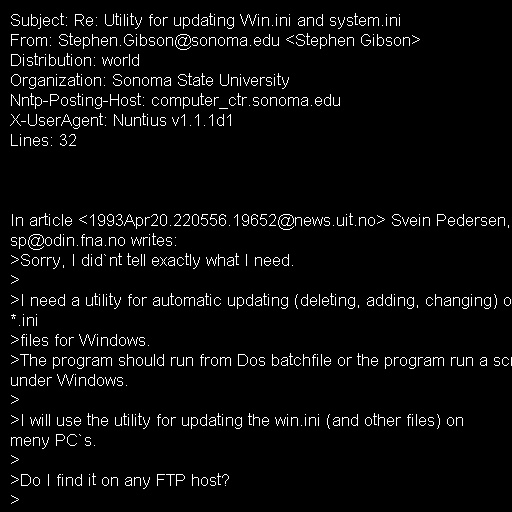 Subject: Re: Utility for updating Win.ini and system.ini
From: Stephen.Gibson@sonoma.edu <Stephen Gibson>
Distribution: world
Organization: Sonoma State University
Nntp-Posting-Host: computer_ctr.sonoma.edu
X-UserAgent: Nuntius v1.1.1d1
Lines: 32
In article <1993Apr20.220556.19652@news.uit.no> Svein Pedersen,
sp@odin.fna.no writes:
>Sorry, I did`nt tell exactly what I need.
>
>I need a utility for automatic updating (deleting, adding, changing)
*.ini
>files for Windows.
>The program should run from Dos batchfile or the program run a
under Windows.
>
>I will use the utility for updating the win.ini (and other files) on
meny PC`s.
>
>Do I find it on any FTP host?
>